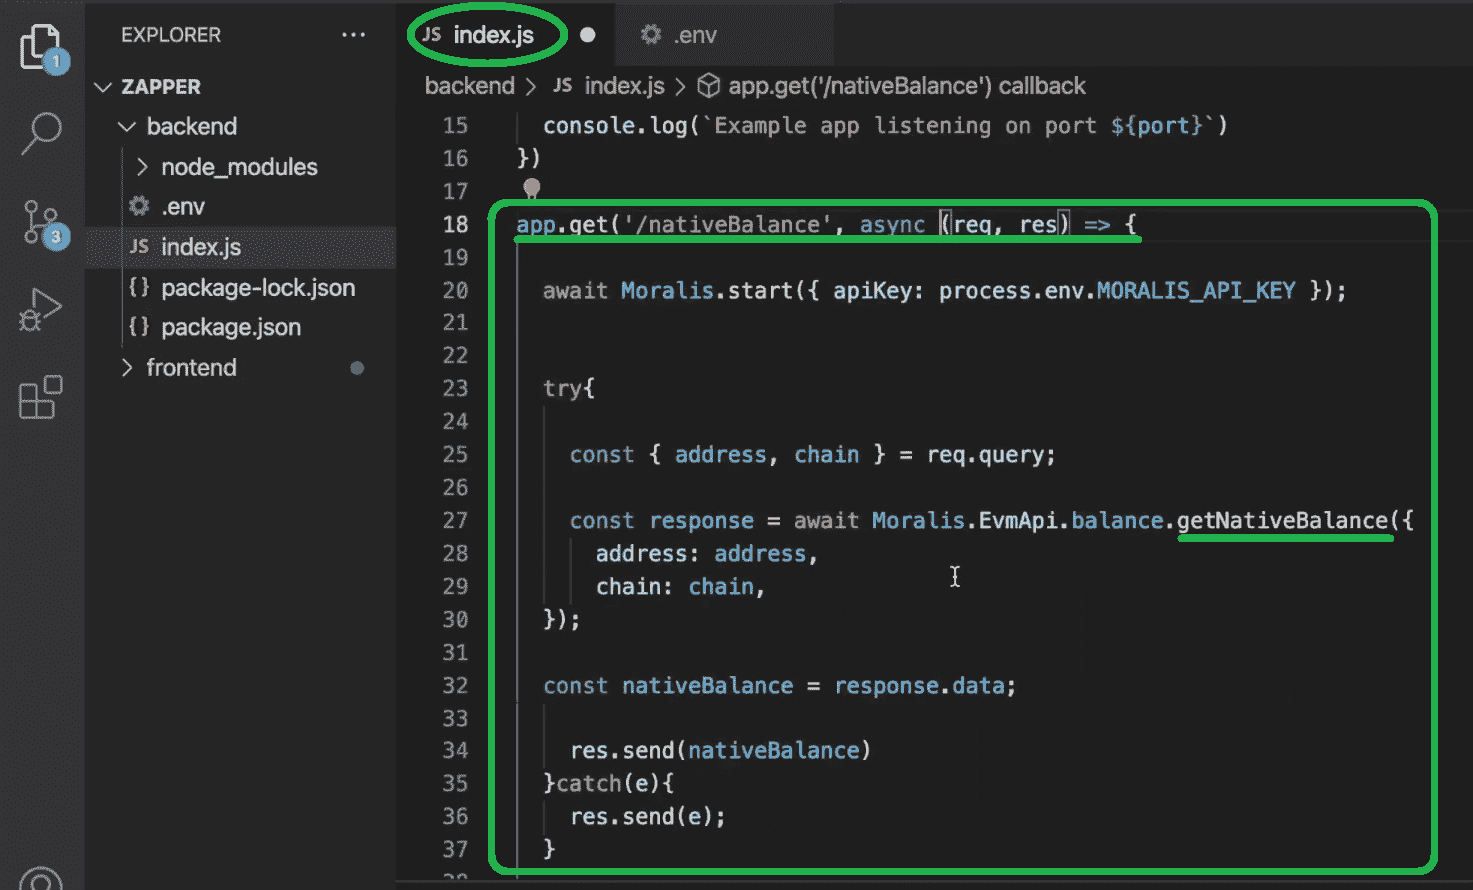 EXPLORER
ZAPPER
backend
node_modules
.env
JS index.js
{} package-lock.json
{} package.json
frontend
1
3
JS index.js
.env
backend > JS index.js > app.get('/nativeBalance') callback
15 console.log(`Example app listening on port ${port}`)
16 })
17
18 app.get('/nativeBalance', async (req, res) => {
19
20 await Moralis.start({ apiKey: process.env.MORALIS_API_KEY });
21
22
23 try{
24
25 const { address, chain } = req.query;
26
27 const response = await Moralis.EvmApi.balance.getNativeBalance({
28 address: address,
29 chain: chain,
30 });
31
32 const nativeBalance = response.data;
33
34 res.send(nativeBalance)
35 }catch(e){
36 res.send(e);
37 }